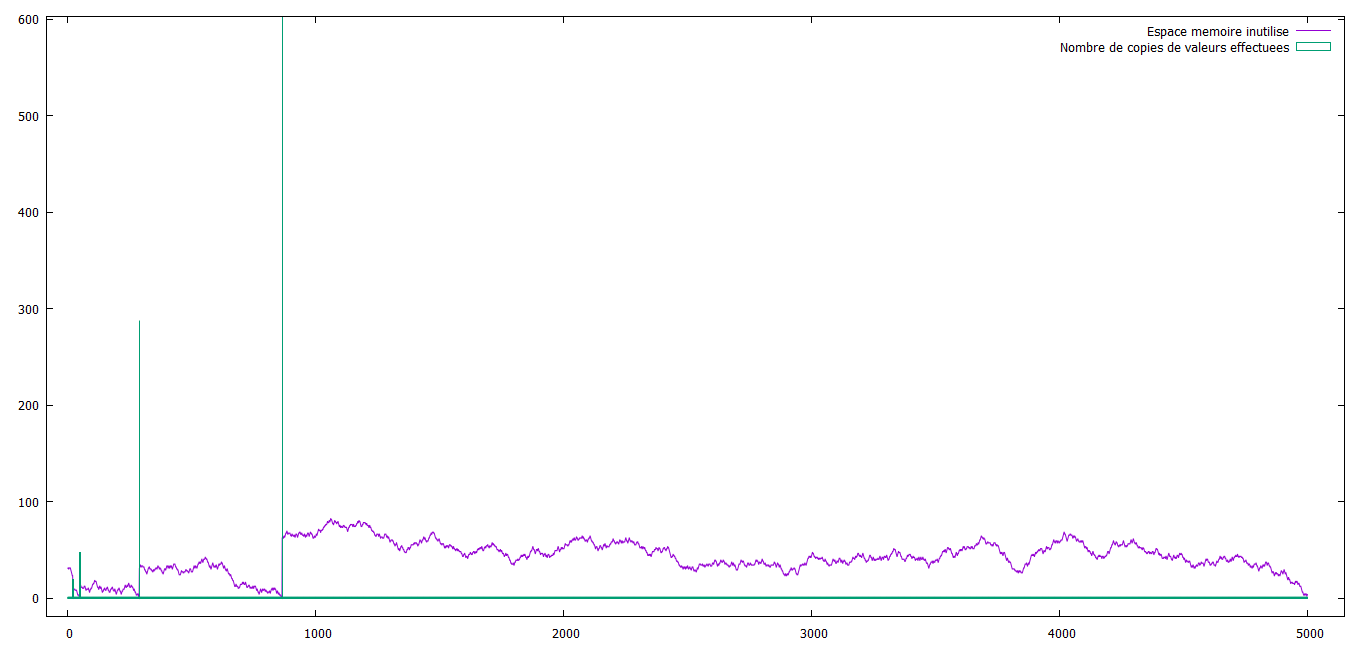 600
500
400
300
200
100
0
Espace memoire inutilise
Nombre de copies de valeurs effectuees
0 1000 2000 3000 4000 5000